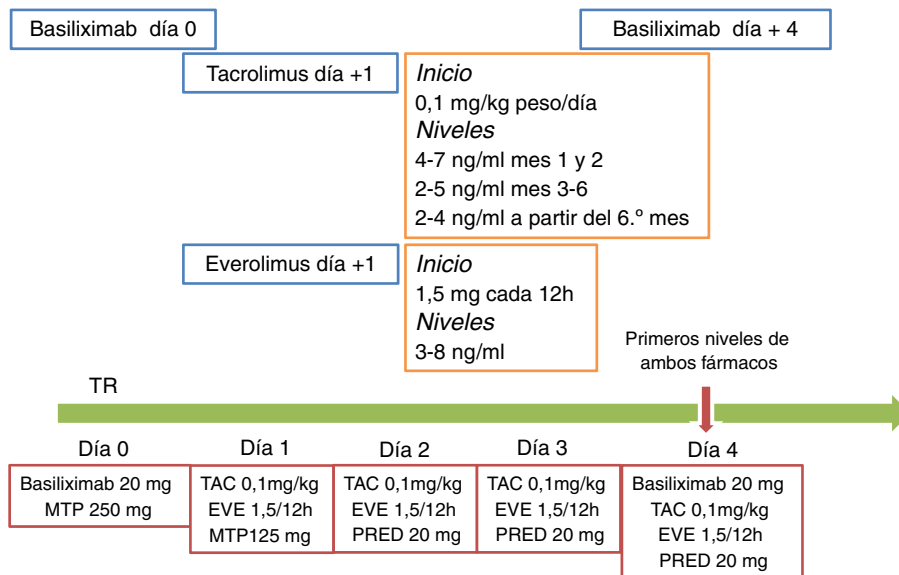 Basiliximab día 0
Basiliximab día + 4
Tacrolimus día +1
Inicio
0,1 mg/kg peso/día
Niveles
4-7 ng/ml mes 1 y 2
2-5 ng/ml mes 3-6
2-4 ng/ml a partir del 6.º mes
Everolimus día +1
Inicio
1,5 mg cada 12h
Niveles
3-8 ng/ml
Primeros niveles de
ambos fármacos
TR
Día 0
Basiliximab 20 mg
MTP 250 mg
Día 1
TAC 0,1mg/kg
EVE 1,5/12h
MTP125 mg
Día 2
TAC 0,1mg/kg
EVE 1,5/12h
PRED 20 mg
Día 3
TAC 0,1mg/kg
EVE 1,5/12h
PRED 20 mg
Día 4
Basiliximab 20 mg
TAC 0,1mg/kg
EVE 1,5/12h
PRED 20 mg